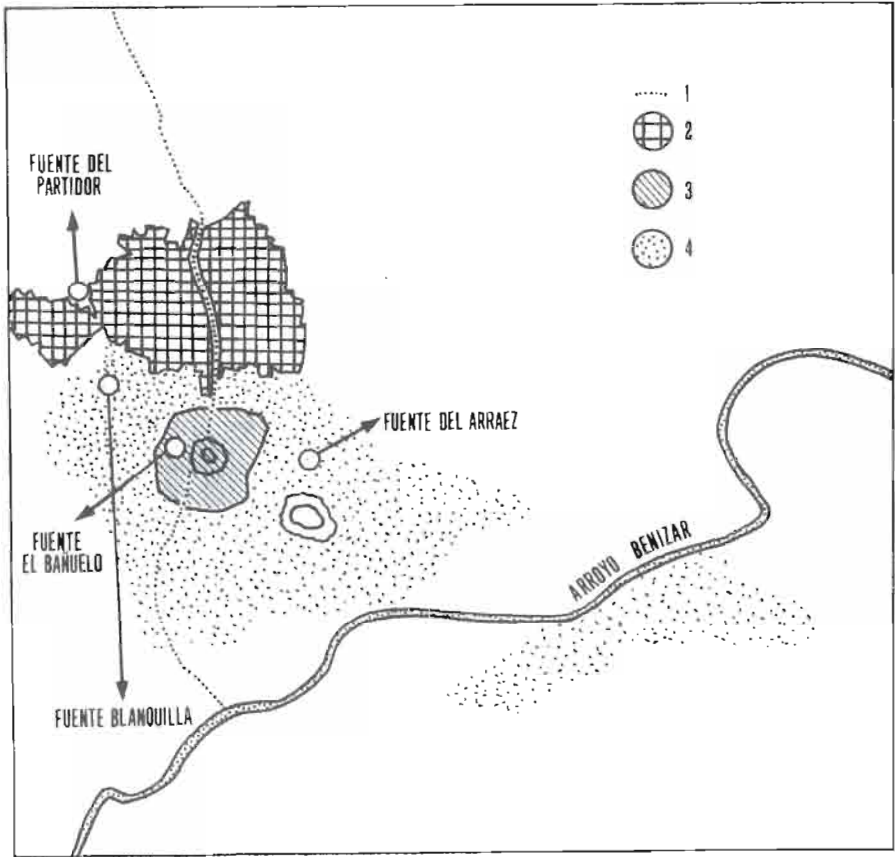 1
2
FUENTE DEL
PARTIDOR
3
4
FUENTE DEL ARRAEZ
FUENTE
EL BAÑUELO
ARROYO BENIZAR
FUENTE BLANQUILLA